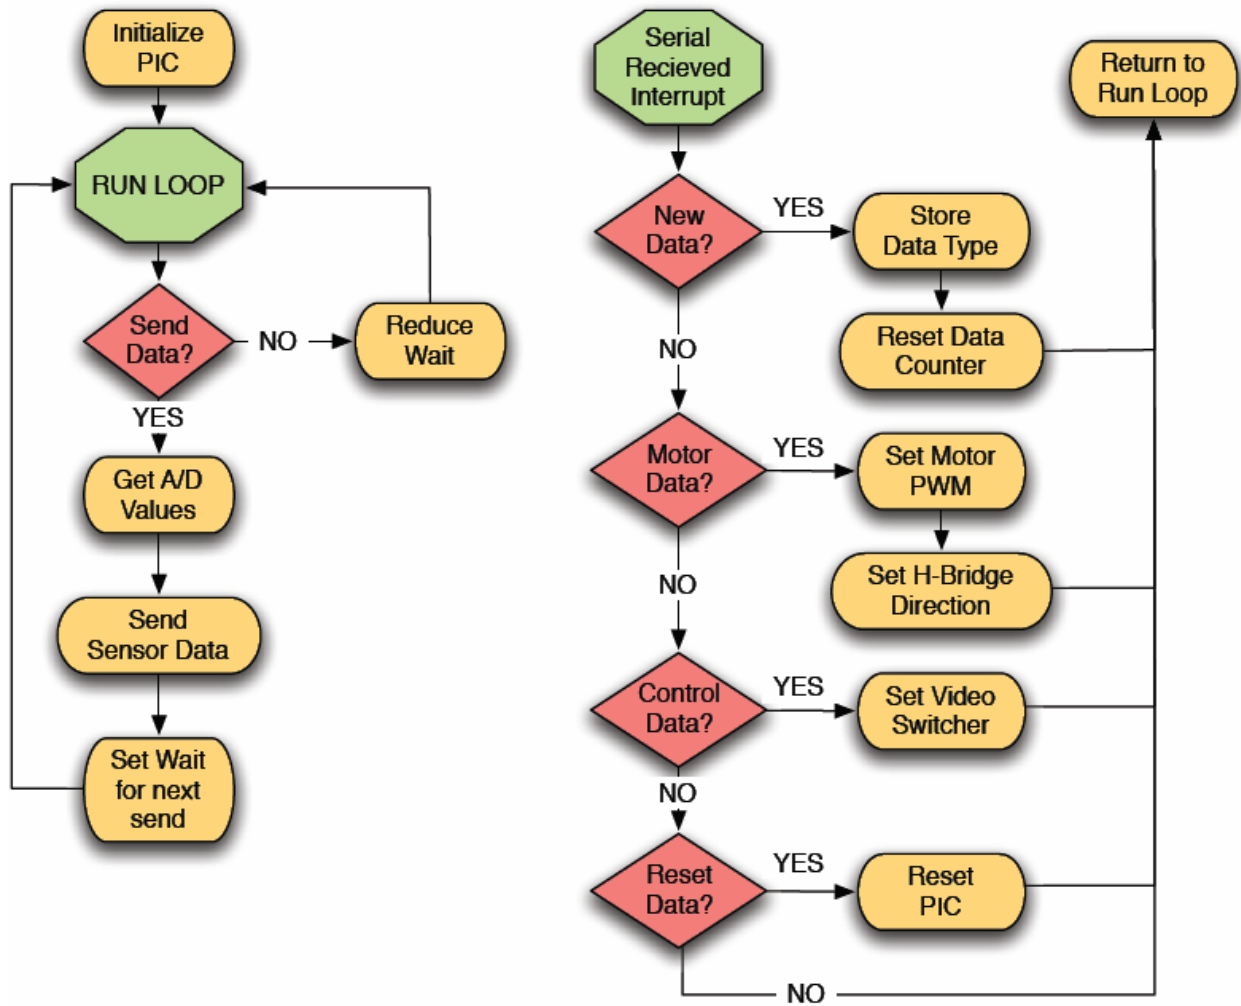 Initialize
PIC
RUN LOOP
Send
Data?
NO
Reduce
Wait
YES
Get A/D
Values
Send
Sensor Data
Set Wait
for next
send
Serial
Recieved
Interrupt
Return to
Run Loop
New
Data?
YES
Store
Data Type
Reset Data
Counter
NO
Motor
Data?
YES
Set Motor
PWM
Set H-Bridge
Direction
NO
Control
Data?
YES
Set Video
Switcher
NO
Reset
Data?
YES
Reset
PIC
NO